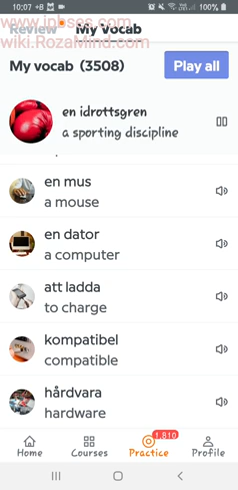 10:07 +B 100%
www.inbses.com
Review My Vocab
wiki.RozaMind.com
My vocab (3508) Play all
en idrottsgren
a sporting discipline
en mus
a mouse
en dator
a computer
att ladda
to charge
kompatibel
compatible
hårdvara
hardware
1,810
Home Courses Practice Profile